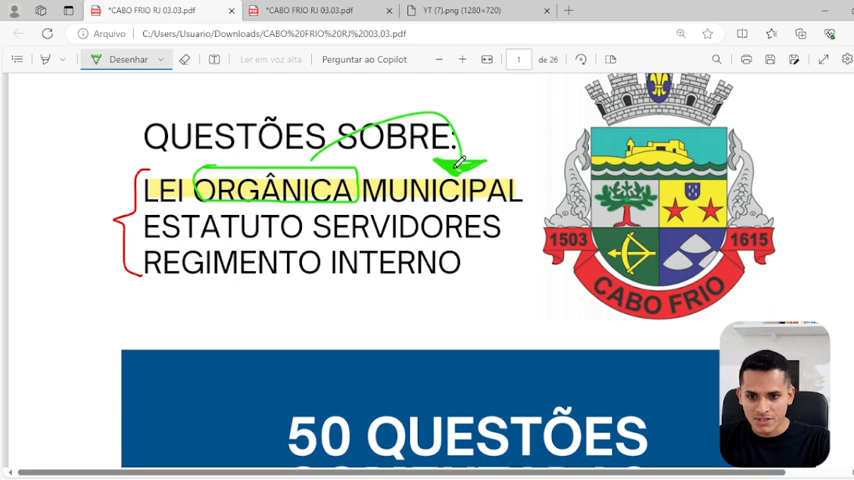 *CABO FRIO RJ 03.03.pdf
*CABO FRIO RJ 03.03.pdf
YT (7).png (1280×720)
Arquivo
C:/Users/Usuario/Downloads/CABO%20FRIO%20RJ%2003.03.pdf
Desenhar
Ler em voz alta
Perguntar ao Copilot
1
de 26
QUESTÕES SOBRE:
LEI ORGÂNICA MUNICIPAL
ESTATUTO SERVIDORES
REGIMENTO INTERNO
1503
1615
CABO FRIO
50 QUESTÕES
COMENTADAS